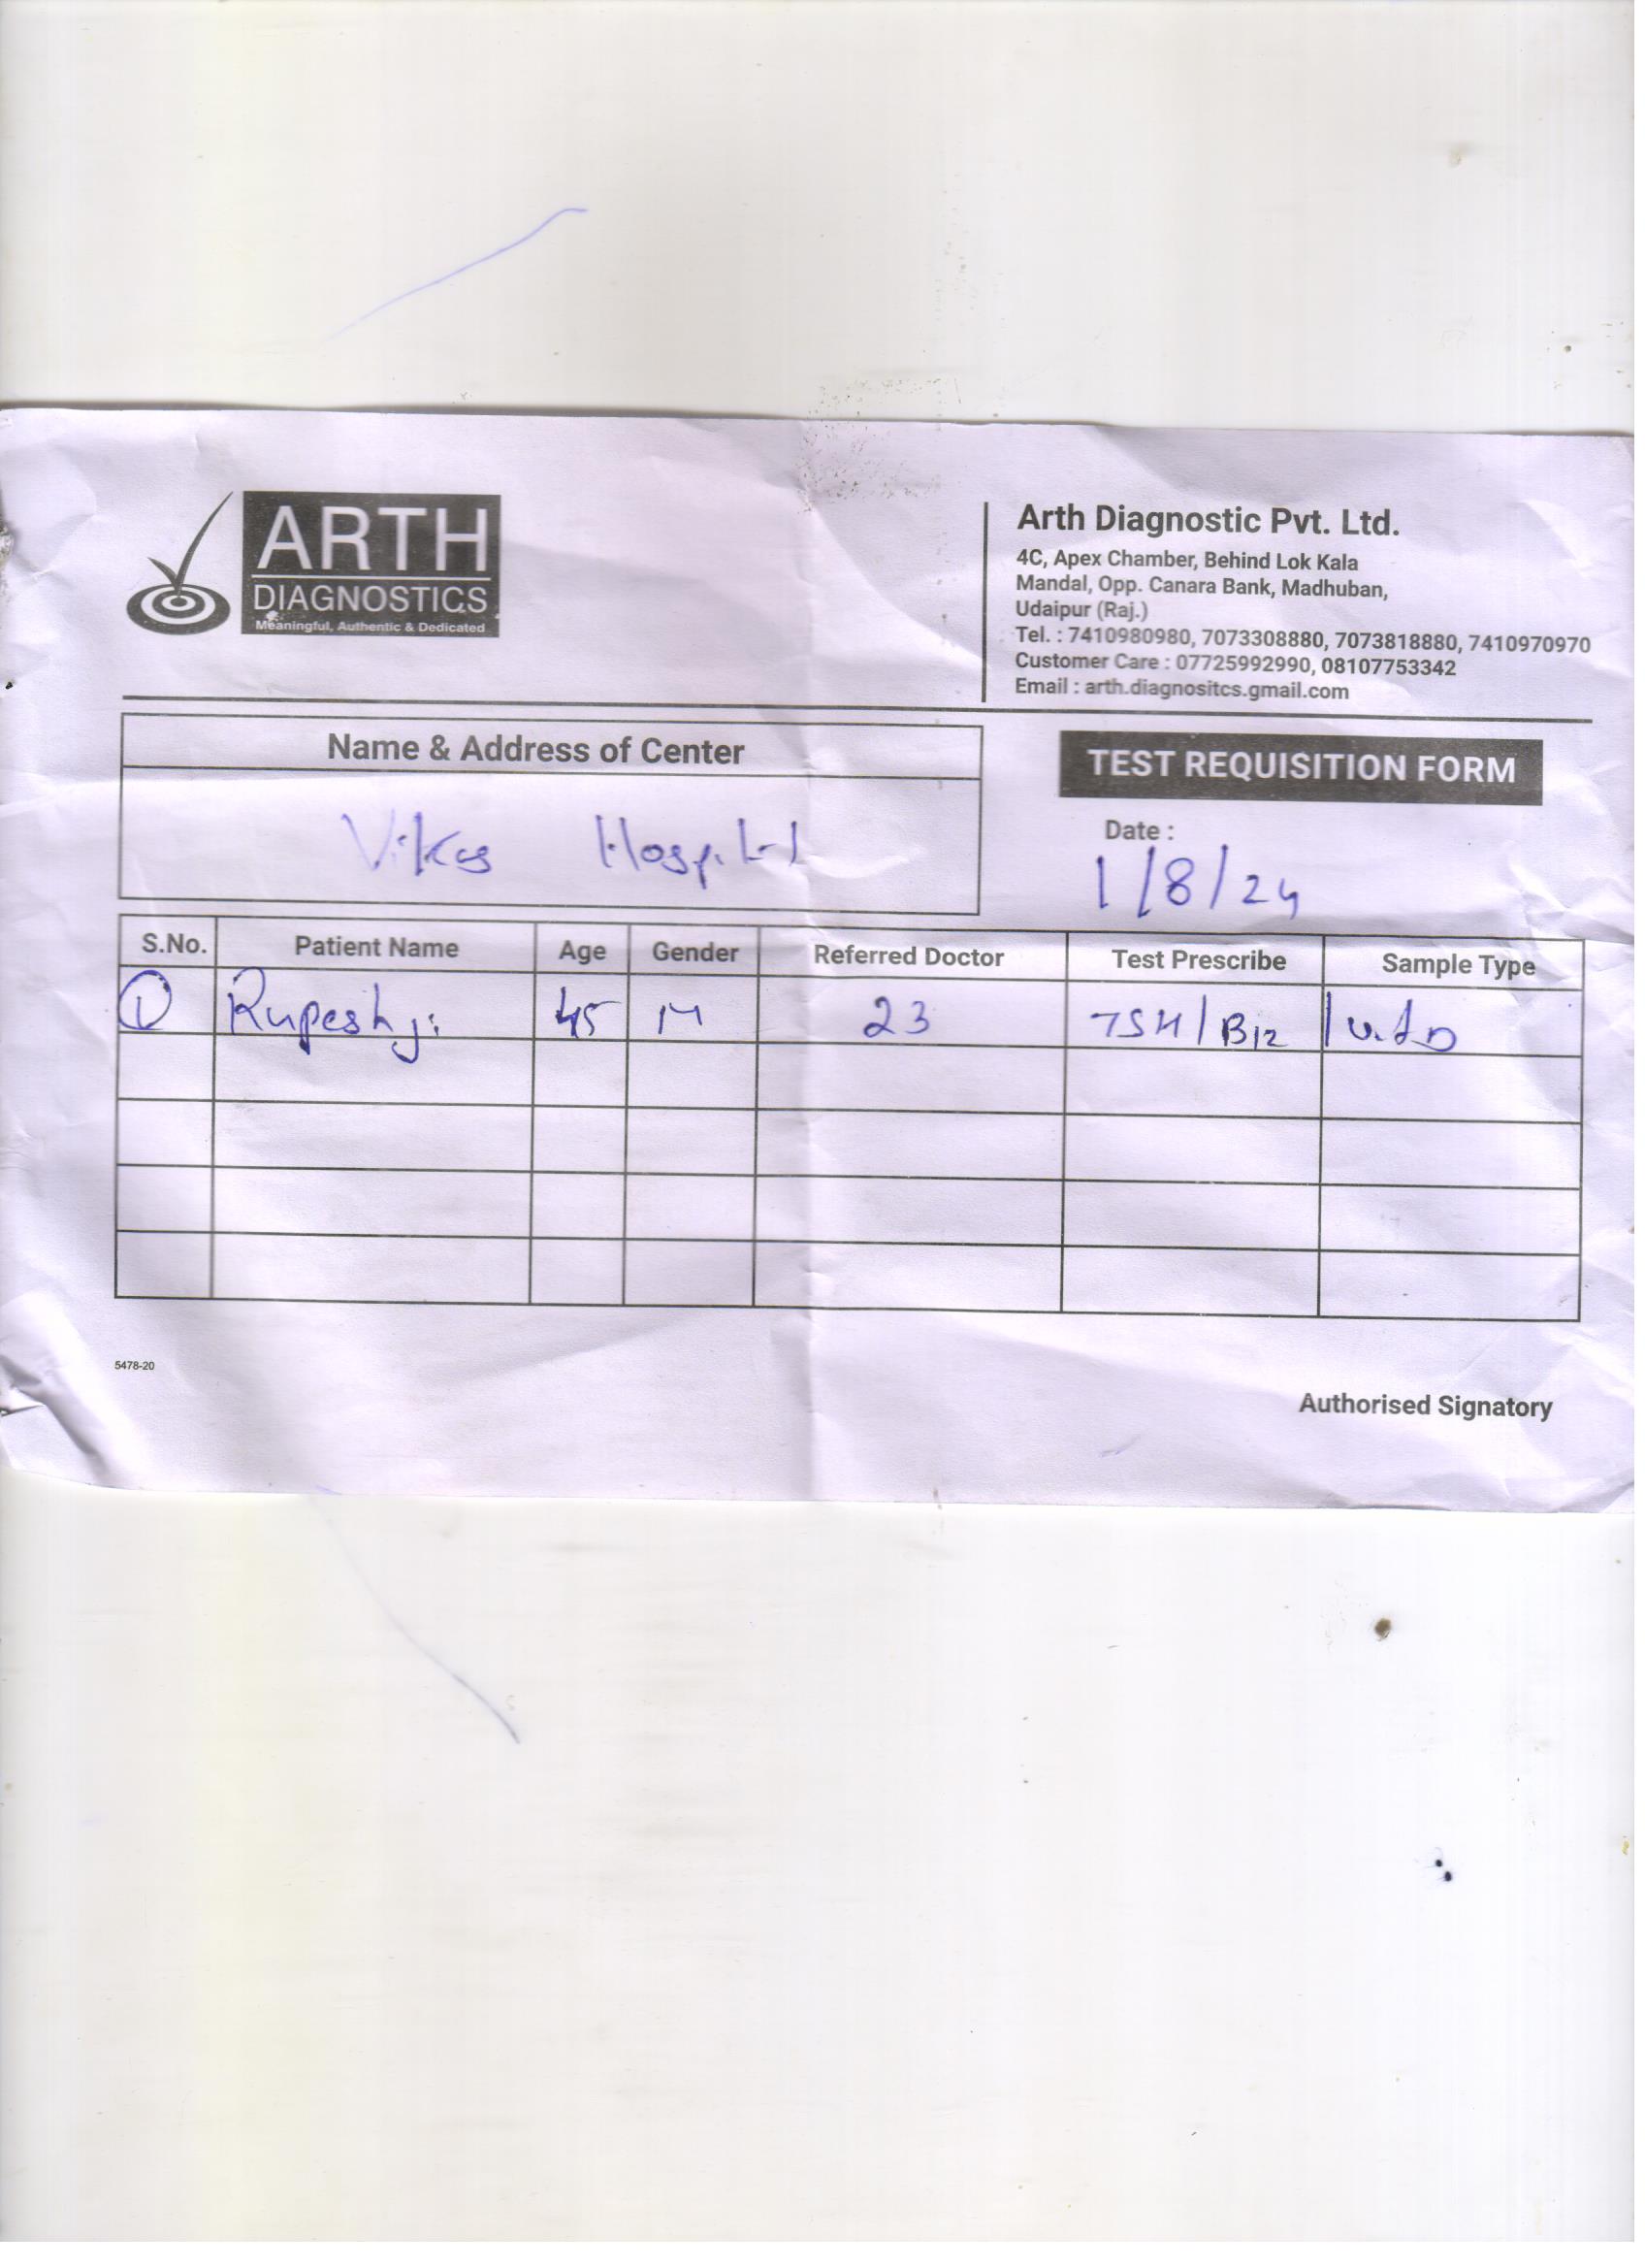 ARTH
DIAGNOSTICS
Meaningful, Authentic & Dedicated
Arth Diagnostic Pvt. Ltd.
4C, Apex Chamber, Behind Lok Kala
Mandal, Opp. Canara Bank, Madhuban,
Udaipur (Raj.)
Tel. : 7410980980, 7073308880, 7073818880, 7410970970
Customer Care : 07725992990, 08107753342
Email : arth.diagnositcs.gmail.com
Name & Address of Center
Vikas Hospital
TEST REQUISITION FORM
Date :
1/8/24
S.No. Patient Name Age Gender Referred Doctor Test Prescribe Sample Type
1 Rupesh ji 45 M 23 TSH / B12 / Vit D
5478-20
Authorised Signatory